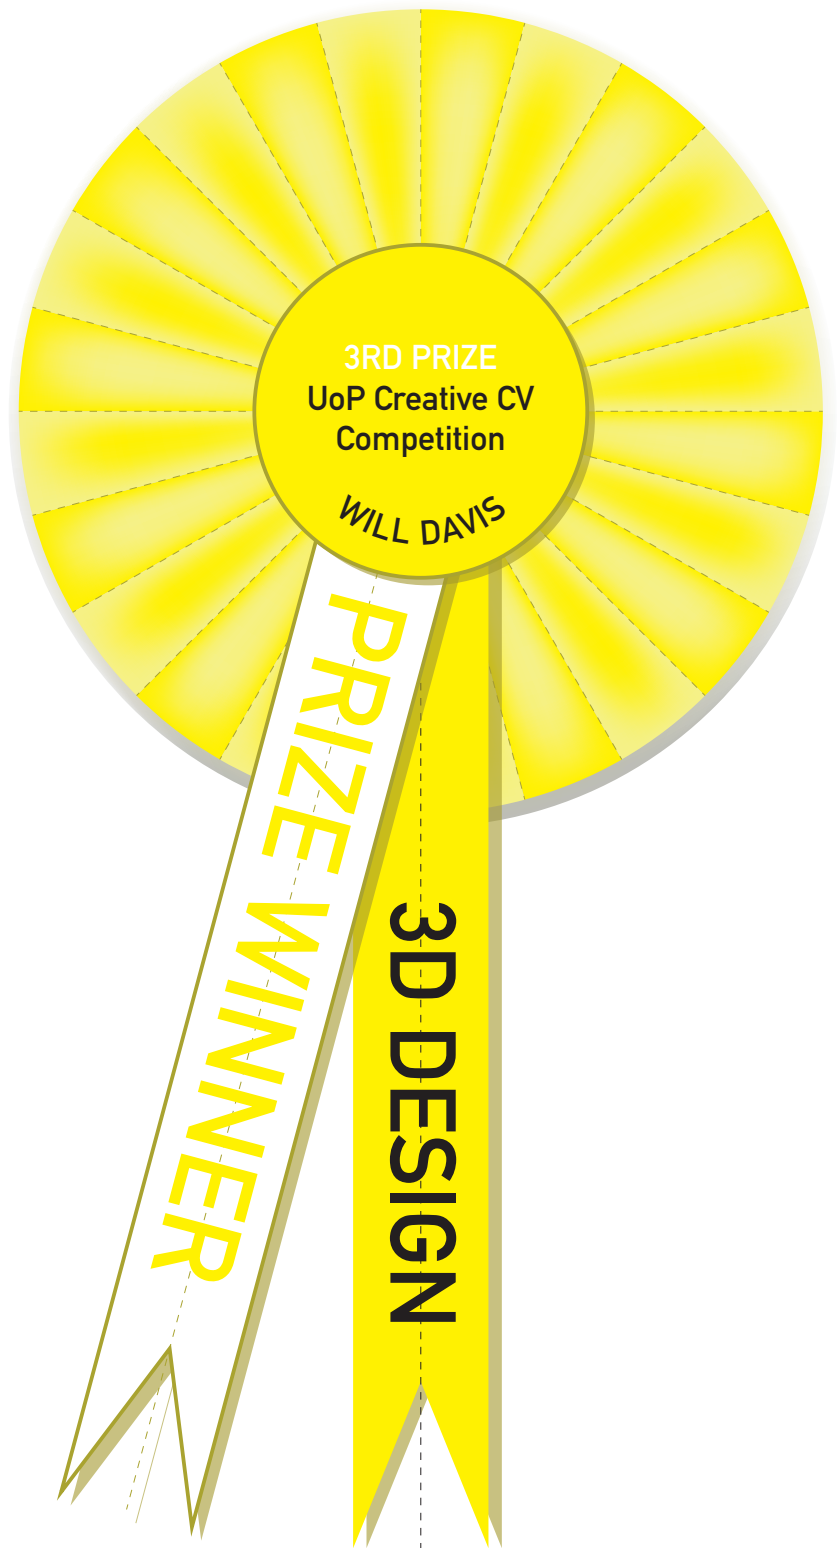 3RD PRIZE
UoP Creative CV
Competition
WILL DAVIS
PRIZE WINNER
3D DESIGN